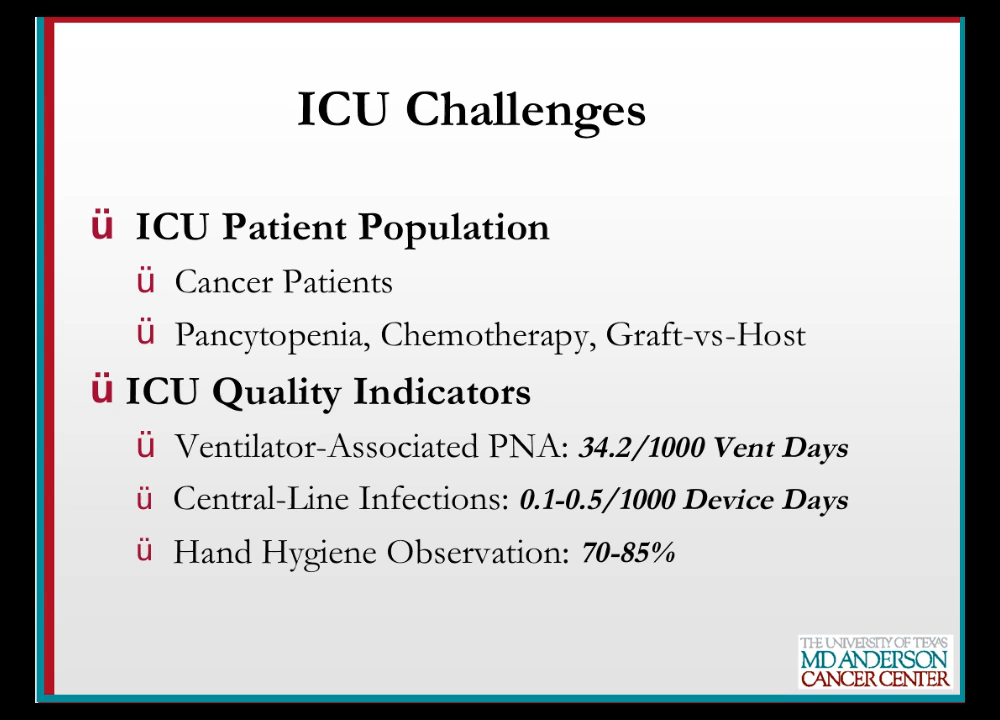 ICU Challenges
ü ICU Patient Population
ü Cancer Patients
ü Pancytopenia, Chemotherapy, Graft-vs-Host
ü ICU Quality Indicators
ü Ventilator-Associated PNA: 34.2/1000 Vent Days
ü Central-Line Infections: 0.1-0.5/1000 Device Days
ü Hand Hygiene Observation: 70-85%
THE UNIVERSITY OF TEXAS
MD ANDERSON
CANCER CENTER